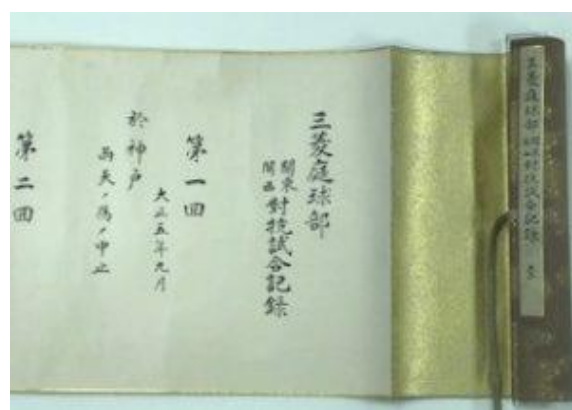 三菱庭球部 関東関西対抗試合記録
三菱庭球部
関東
関西 對抗試合記録
第一回
大正五年九月
於神戸
雨天ノ為メ中止
第二回